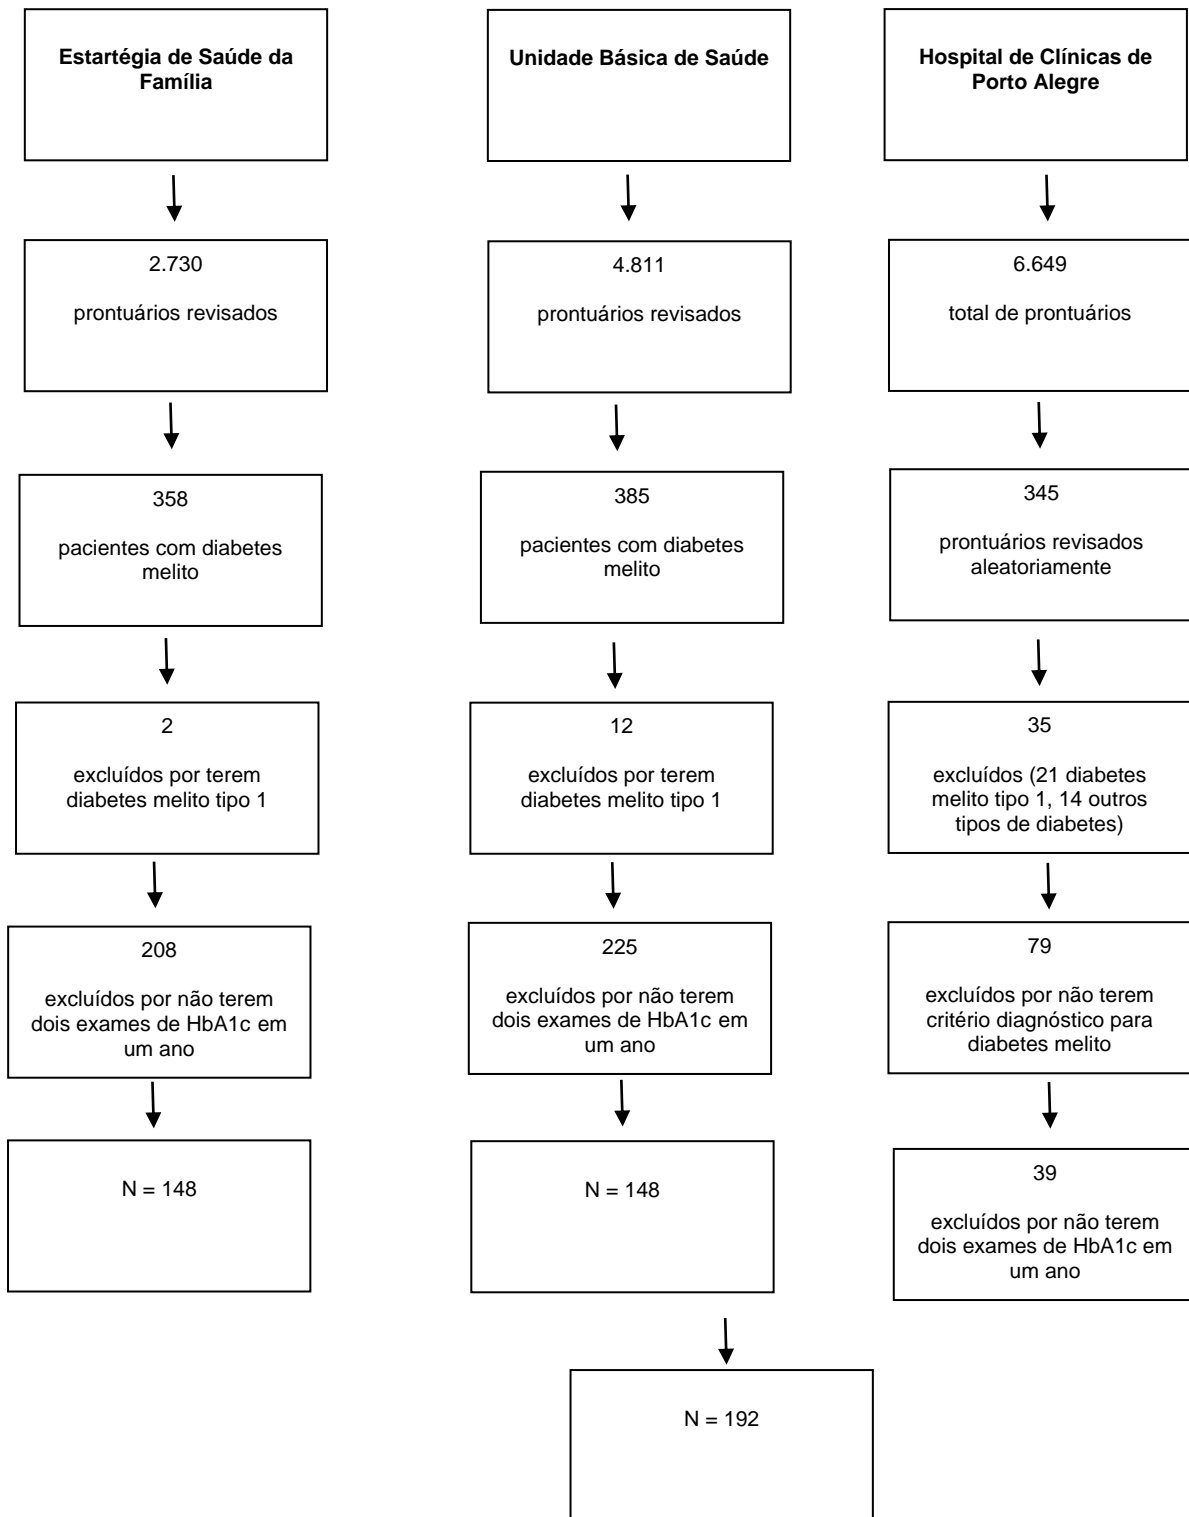 Estartégia de Saúde da
Família
Unidade Básica de Saúde
Hospital de Clínicas de
Porto Alegre
2.730
prontuários revisados
4.811
prontuários revisados
6.649
total de prontuários
358
pacientes com diabetes
melito
385
pacientes com diabetes
melito
345
prontuários revisados
aleatoriamente
2
excluídos por terem
diabetes melito tipo 1
12
excluídos por terem
diabetes melito tipo 1
35
excluídos (21 diabetes
melito tipo 1, 14 outros
tipos de diabetes)
208
excluídos por não terem
dois exames de HbA1c em
um ano
225
excluídos por não terem
dois exames de HbA1c em
um ano
79
excluídos por não terem
critério diagnóstico para
diabetes melito
N = 148
N = 148
39
excluídos por não terem
dois exames de HbA1c em
um ano
N = 192